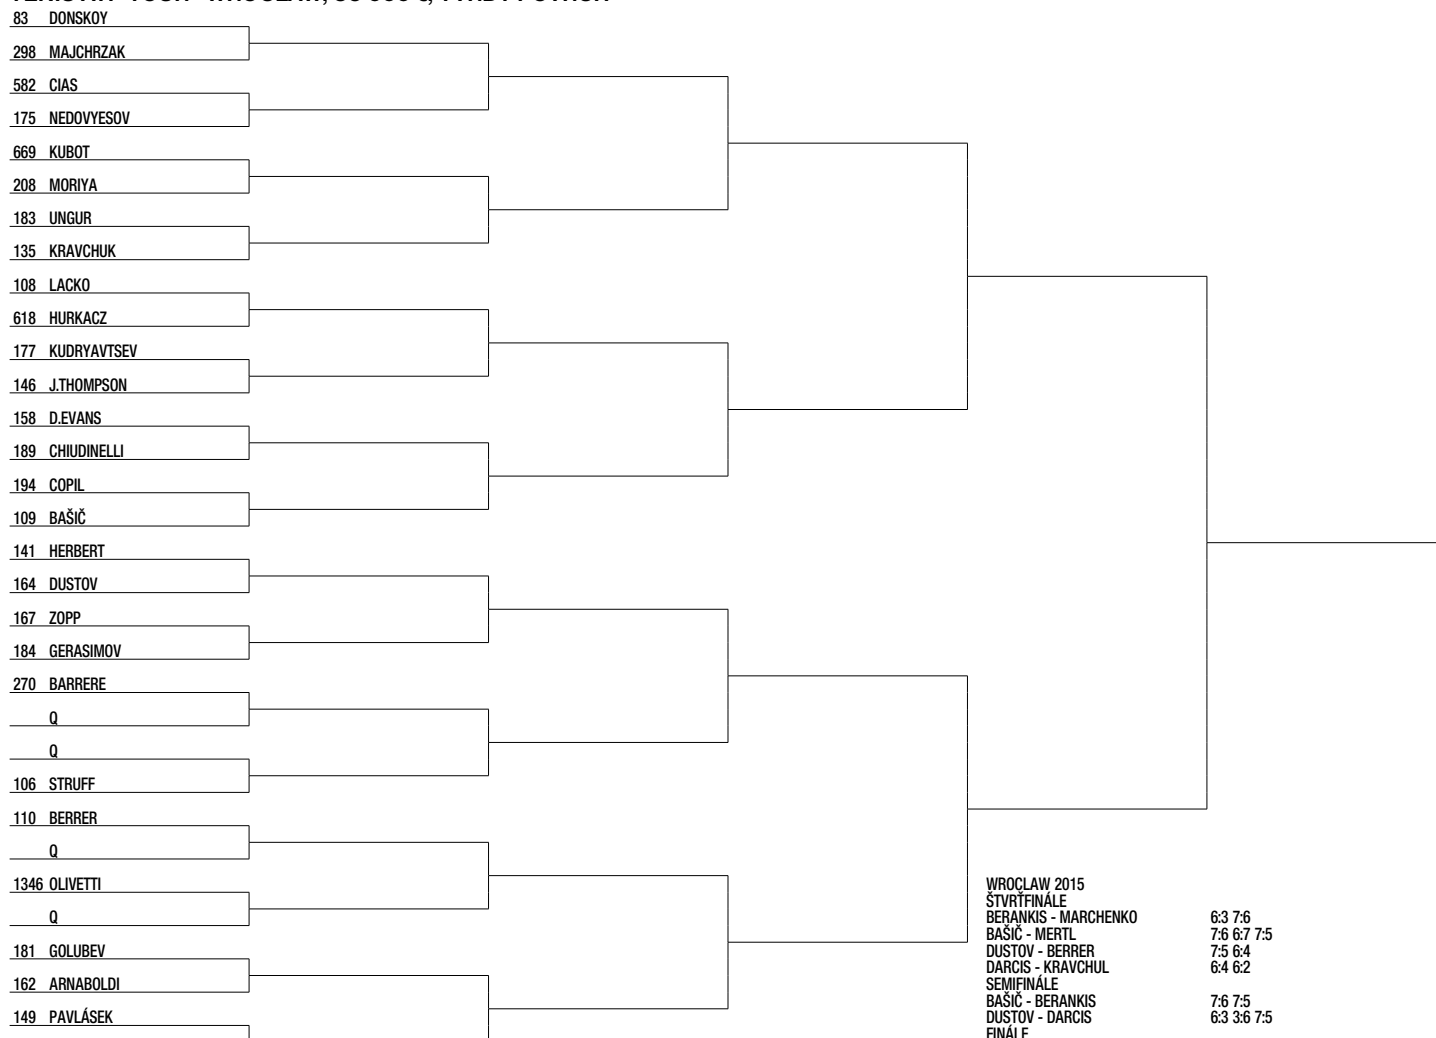 83 DONSKOY
298 MAJCHRZAK
582 CIAS
175 NEDOVYESOV
669 KUBOT
208 MORIYA
183 UNGUR
135 KRAVCHUK
108 LACKO
618 HURKACZ
177 KUDRYAVTSEV
146 J.THOMPSON
158 D.EVANS
189 CHIUDINELLI
194 COPIL
109 BAŠIČ
141 HERBERT
164 DUSTOV
167 ZOPP
184 GERASIMOV
270 BARRERE
Q
Q
106 STRUFF
110 BERRER
Q
1346 OLIVETTI
Q
181 GOLUBEV
162 ARNABOLDI
149 PAVLÁSEK
WROCLAW 2015
ŠTVRŤFINÁLE
BERANKIS - MARCHENKO 6:3 7:6
BAŠIČ - MERTL 7:6 6:7 7:5
DUSTOV - BERRER 7:5 6:4
DARCIS - KRAVCHUL 6:4 6:2
SEMIFINÁLE
BAŠIČ - BERANKIS 7:6 7:5
DUSTOV - DARCIS 6:3 3:6 7:5
FINÁLE